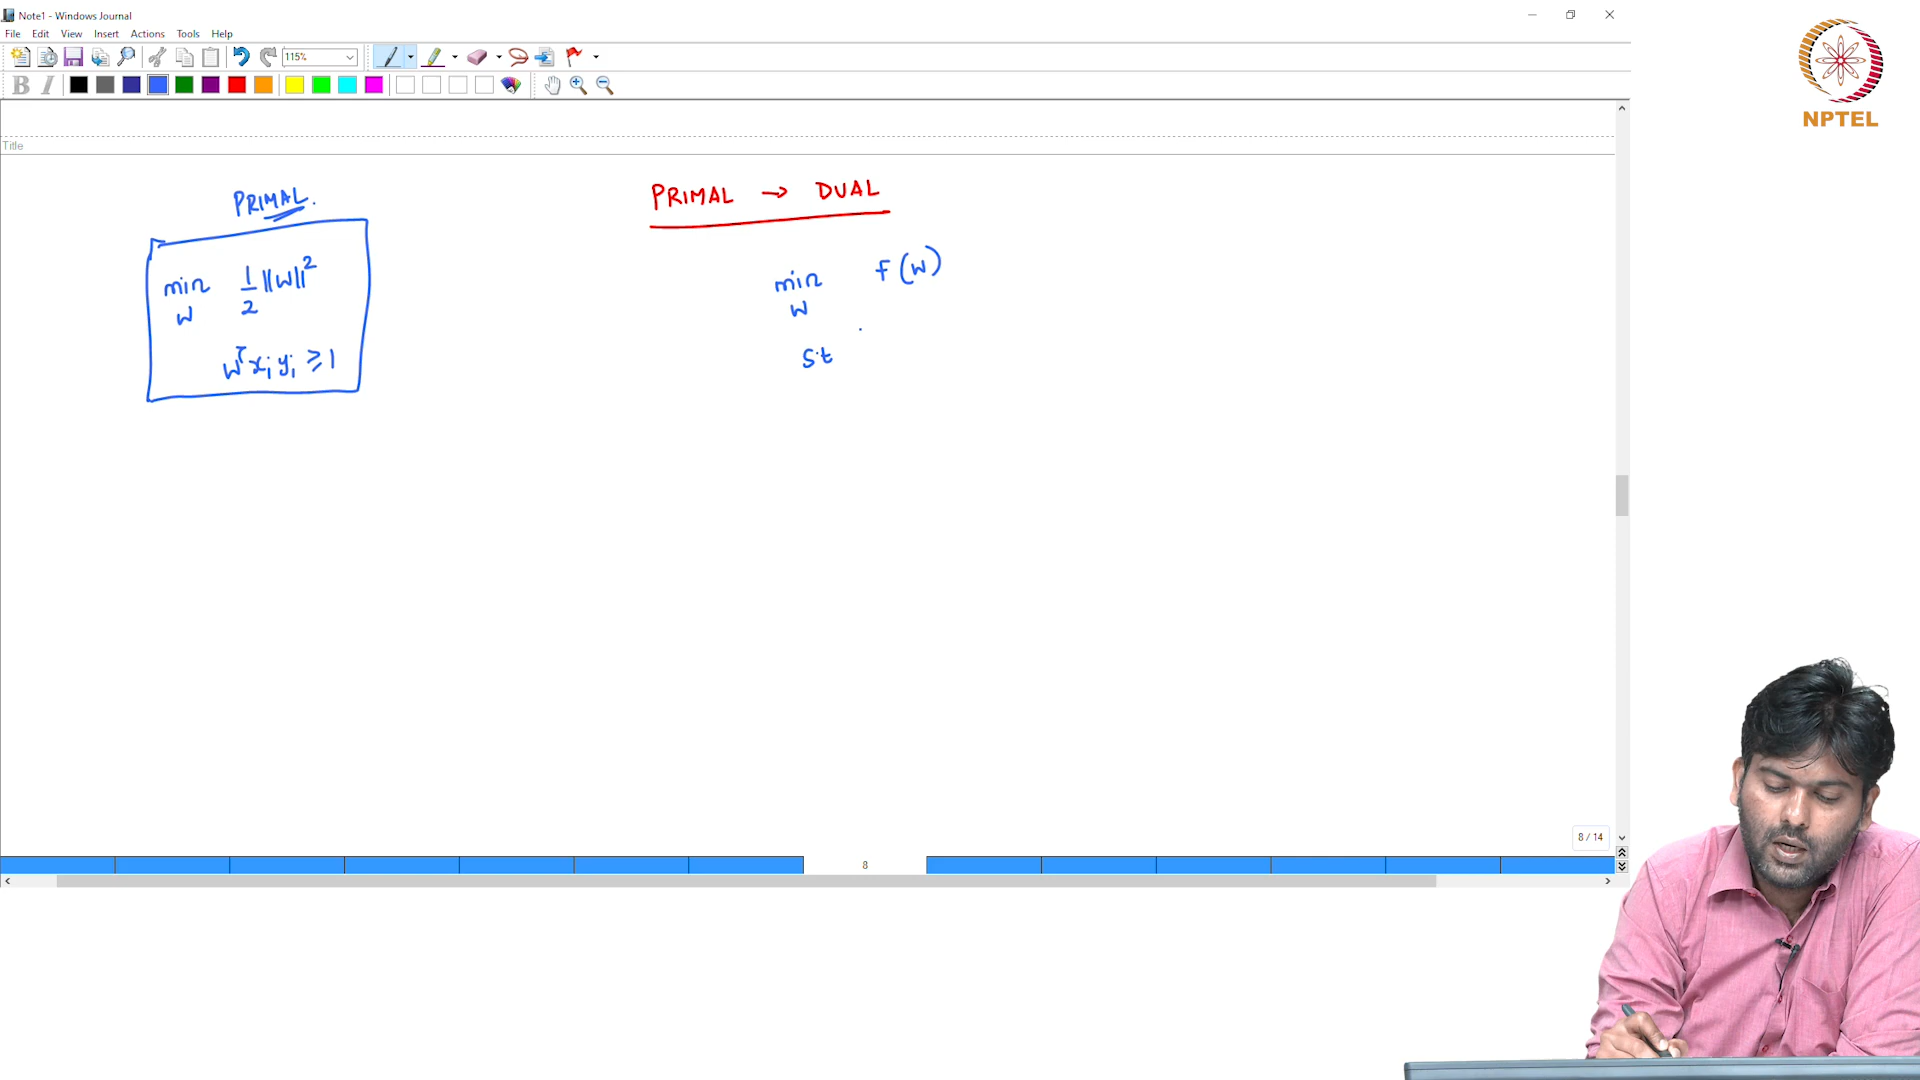 Note1 - Windows Journal
File Edit View Insert Actions Tools Help
115%
B I
NPTEL
Title
PRIMAL.
min 1/2 ||w||²
w
wᵀxᵢyᵢ ≥ 1
PRIMAL → DUAL
min f(w)
w
s.t
8 / 14
8